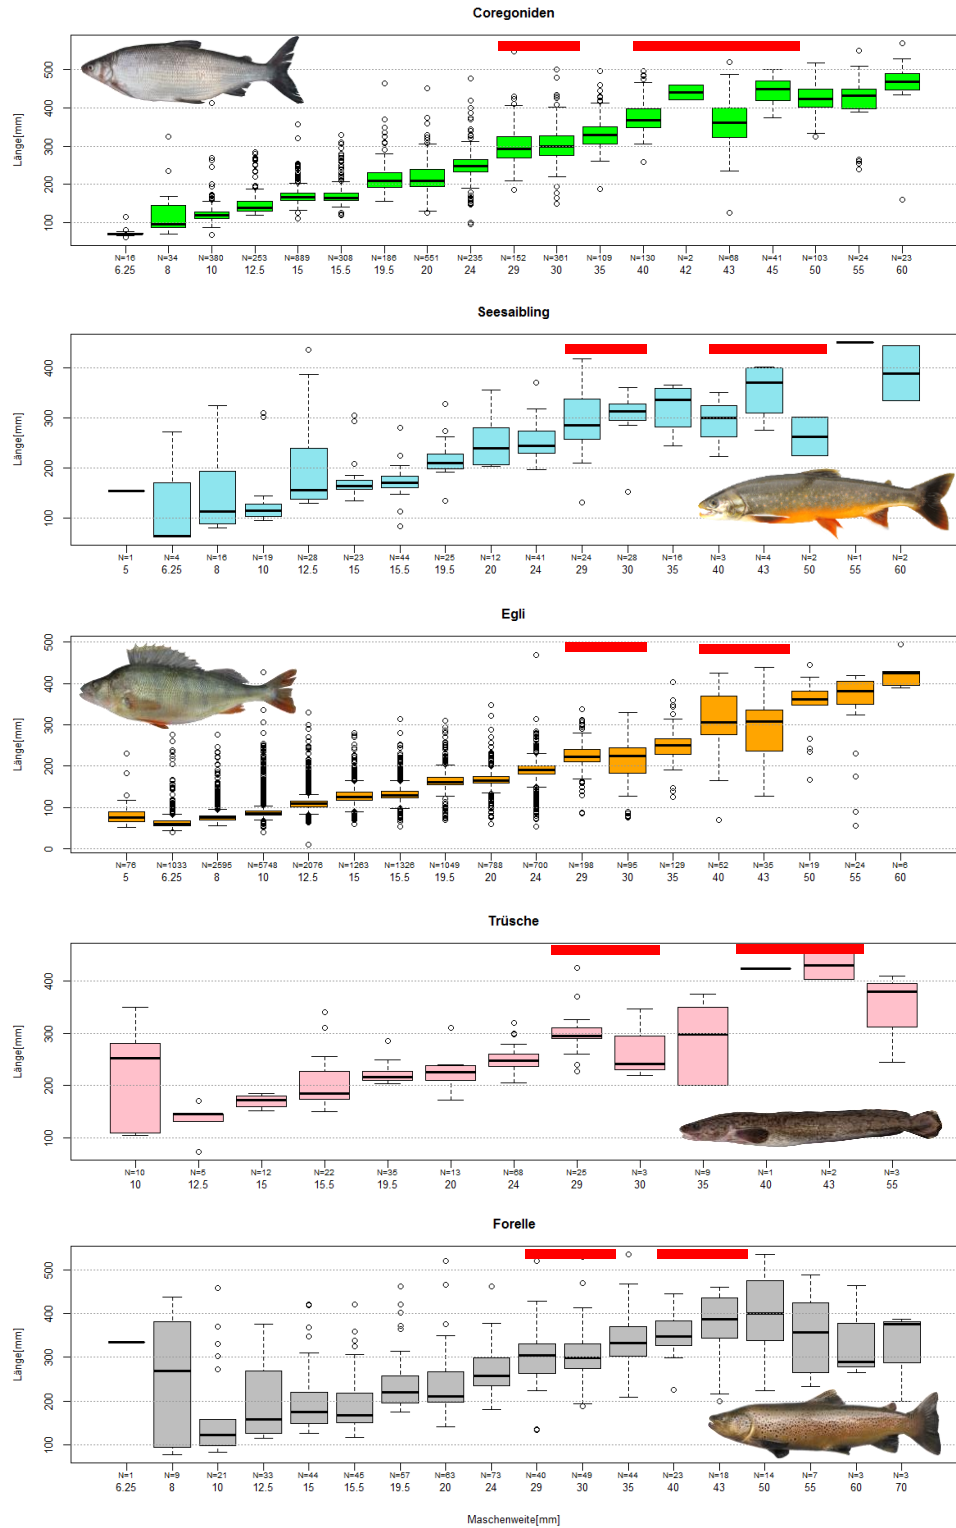 Coregoniden
Länge[mm]
500
400
300
200
100
N=16 N=34 N=380 N=253 N=889 N=308 N=186 N=551 N=235 N=152 N=361 N=109 N=130 N=2 N=68 N=41 N=103 N=24 N=23
6.25 8 10 12.5 15 15.5 19.5 20 24 29 30 35 40 42 43 45 50 55 60
Seesaibling
Länge[mm]
400
300
200
100
N=1 N=4 N=16 N=19 N=28 N=23 N=44 N=25 N=12 N=41 N=24 N=28 N=16 N=3 N=4 N=2 N=1 N=2
5 6.25 8 10 12.5 15 15.5 19.5 20 24 29 30 35 40 43 50 55 60
Egli
Länge[mm]
500
400
300
200
100
0
N=76 N=1033 N=2595 N=5748 N=2076 N=1263 N=1326 N=1049 N=788 N=700 N=198 N=95 N=129 N=52 N=35 N=19 N=24 N=6
5 6.25 8 10 12.5 15 15.5 19.5 20 24 29 30 35 40 43 50 55 60
Trüsche
Länge[mm]
400
300
200
100
N=10 N=5 N=12 N=22 N=35 N=13 N=68 N=25 N=3 N=9 N=1 N=2 N=3
10 12.5 15 15.5 19.5 20 24 29 30 35 40 43 55
Forelle
Länge[mm]
500
400
300
200
100
N=1 N=9 N=21 N=33 N=44 N=45 N=57 N=63 N=73 N=40 N=49 N=44 N=23 N=18 N=14 N=7 N=3 N=3
6.25 8 10 12.5 15 15.5 19.5 20 24 29 30 35 40 43 50 55 60 70
Maschenweite[mm]